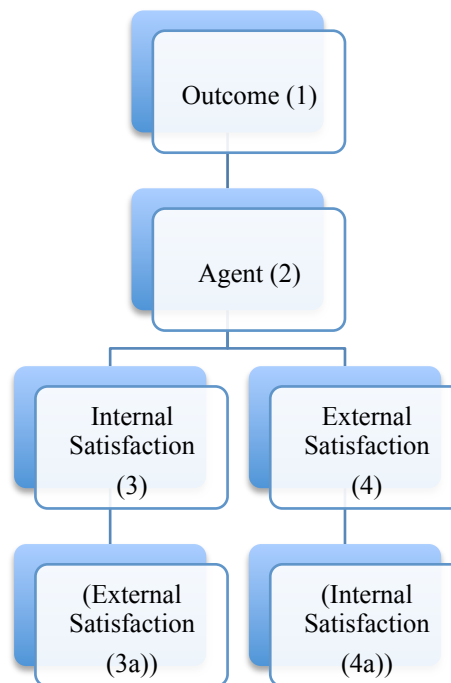 Outcome (1)
Agent (2)
Internal
Satisfaction
(3)
External
Satisfaction
(4)
(External
Satisfaction
(3a))
(Internal
Satisfaction
(4a))